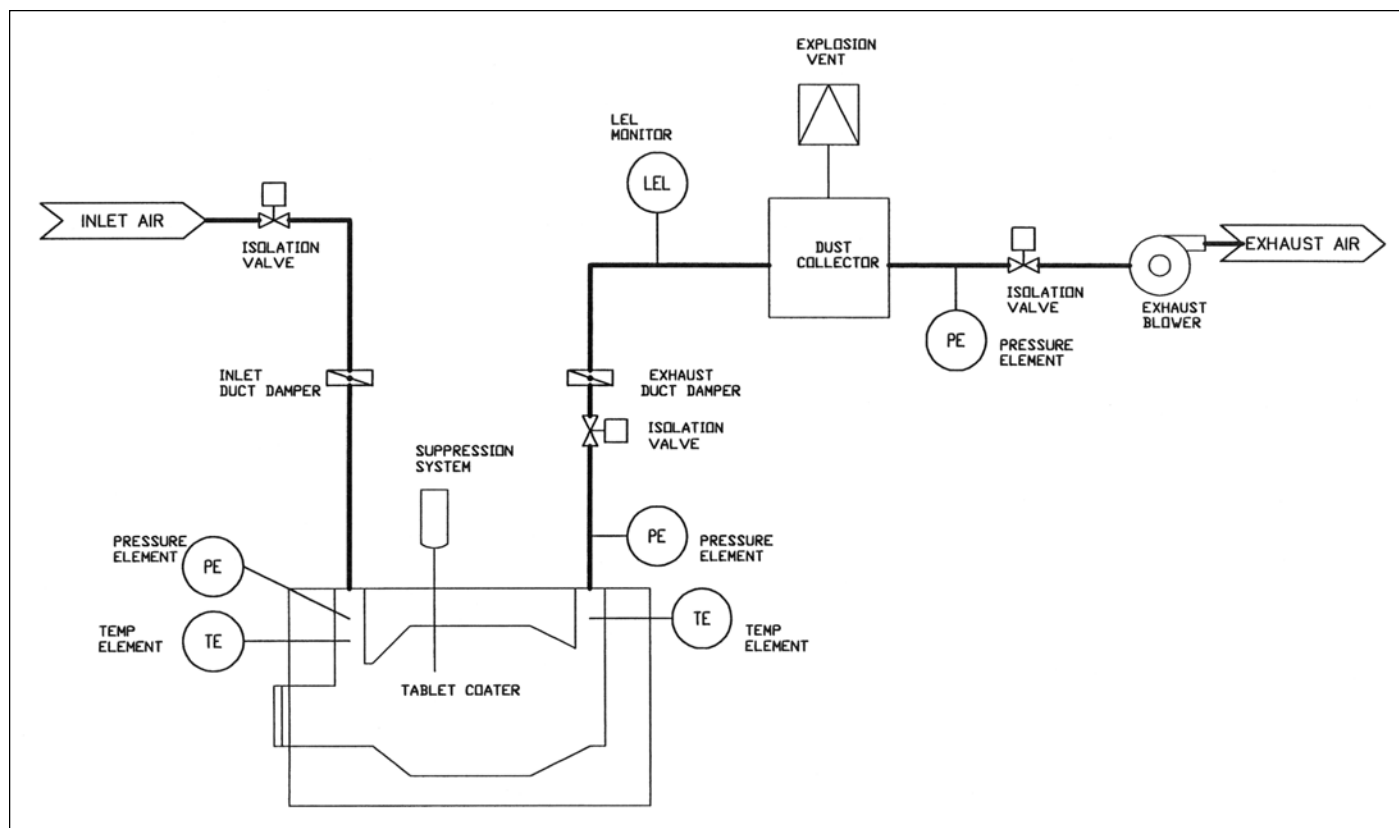 EXPLOSION
VENT
LEL
MONITOR
LEL
INLET AIR
ISOLATION
VALVE
DUST
COLLECTOR
EXHAUST AIR
ISOLATION
VALVE
EXHAUST
BLOWER
PE
PRESSURE
ELEMENT
INLET
DUCT DAMPER
EXHAUST
DUCT DAMPER
ISOLATION
VALVE
SUPPRESSION
SYSTEM
PRESSURE
ELEMENT
PE
PE
PRESSURE
ELEMENT
TEMP
ELEMENT
TE
TE
TEMP
ELEMENT
TABLET COATER